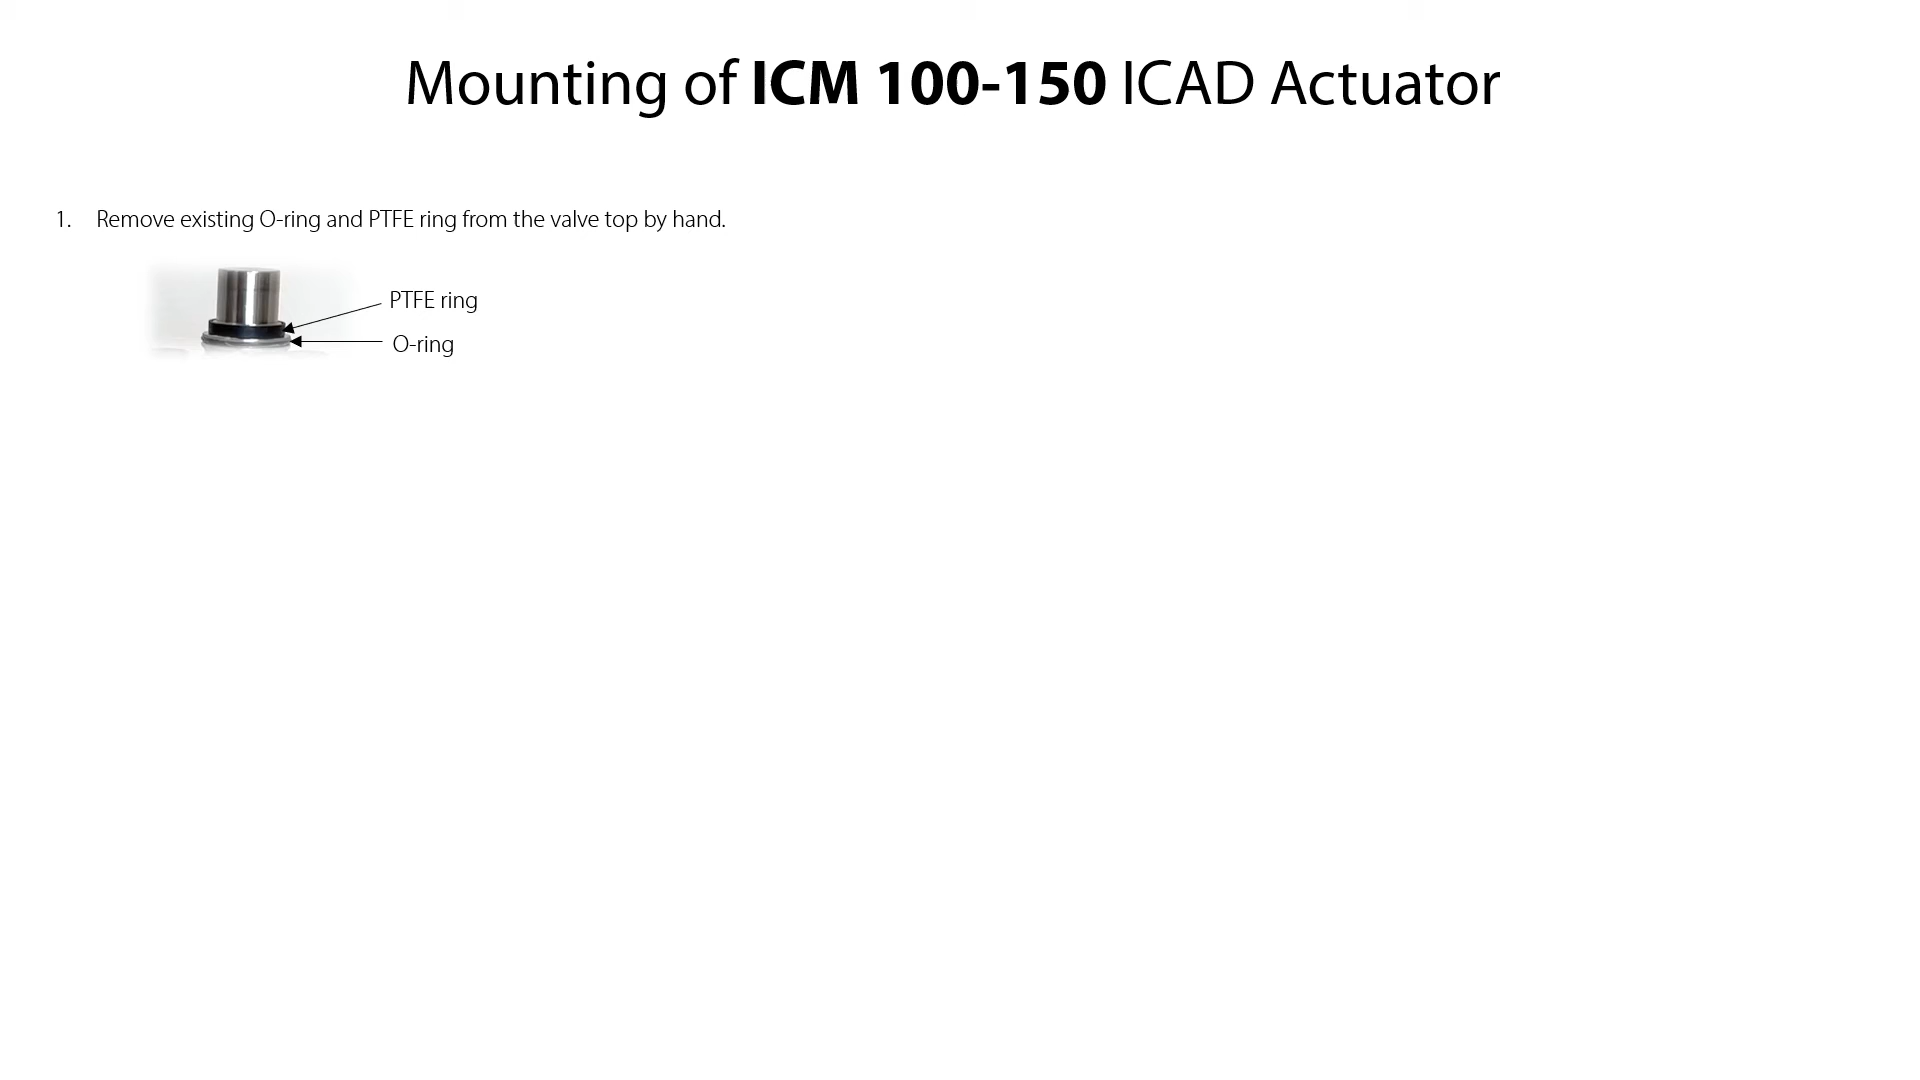 Mounting of ICM 100-150 ICAD Actuator
1. Remove existing O-ring and PTFE ring from the valve top by hand.
PTFE ring
O-ring